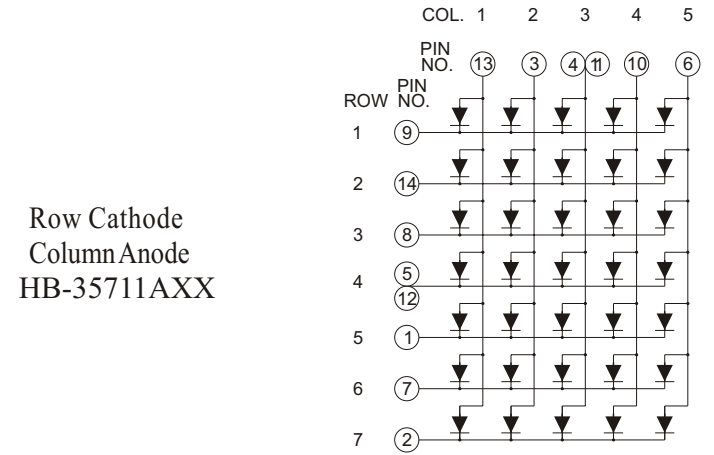 COL. 1 2 3 4 5
PIN
NO. 13 3 4 11 10 6
PIN
ROW NO.
1 9
2 14
Row Cathode
3 8
Column Anode
HB-35711AXX
4 5
12
5 1
6 7
7 2